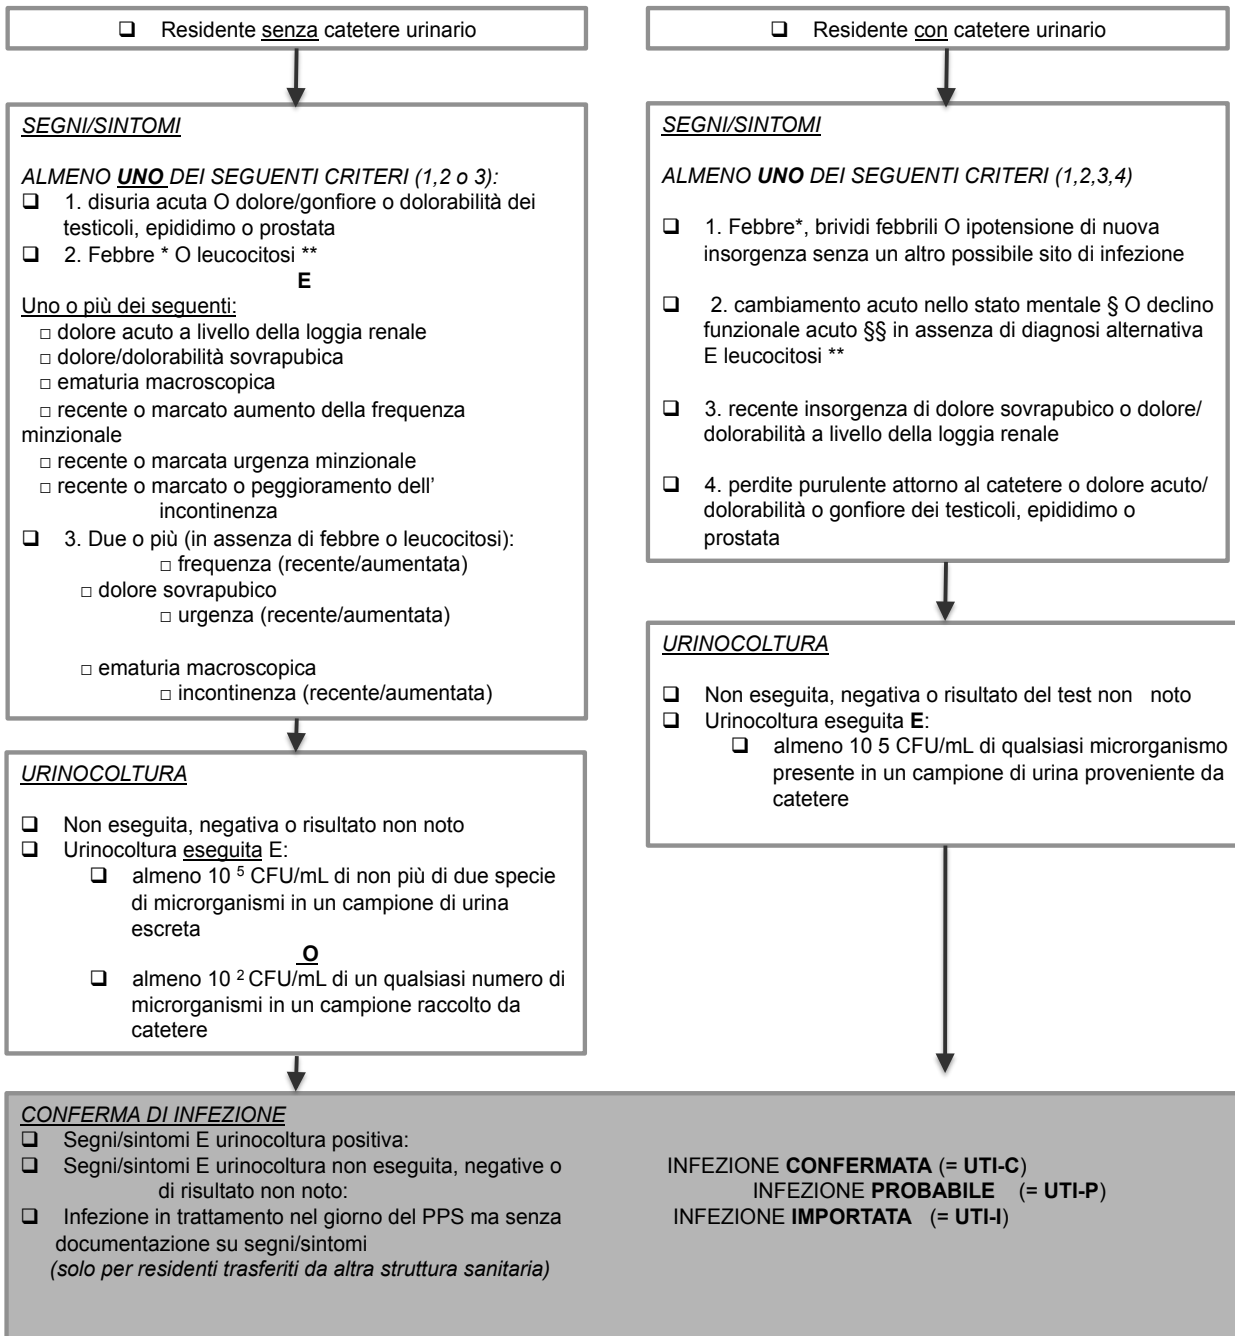 ❑ Residente senza catetere urinario
SEGNI/SINTOMI
ALMENO UNO DEI SEGUENTI CRITERI (1,2 o 3):
❑ 1. disuria acuta O dolore/gonfiore o dolorabilità dei
testicoli, epididimo o prostata
❑ 2. Febbre * O leucocitosi **
E
Uno o più dei seguenti:
□ dolore acuto a livello della loggia renale
□ dolore/dolorabilità sovrapubica
□ ematuria macroscopica
□ recente o marcato aumento della frequenza
minzionale
□ recente o marcata urgenza minzionale
□ recente o marcato o peggioramento dell’
incontinenza
❑ 3. Due o più (in assenza di febbre o leucocitosi):
□ frequenza (recente/aumentata)
□ dolore sovrapubico
□ urgenza (recente/aumentata)
□ ematuria macroscopica
□ incontinenza (recente/aumentata)
URINOCOLTURA
❑ Non eseguita, negativa o risultato non noto
❑ Urinocoltura eseguita E:
❑ almeno 10 ⁵ CFU/mL di non più di due specie
di microrganismi in un campione di urina
escreta
O
❑ almeno 10 ² CFU/mL di un qualsiasi numero di
microrganismi in un campione raccolto da
catetere
❑ Residente con catetere urinario
SEGNI/SINTOMI
ALMENO UNO DEI SEGUENTI CRITERI (1,2,3,4)
❑ 1. Febbre*, brividi febbrili O ipotensione di nuova
insorgenza senza un altro possibile sito di infezione
❑ 2. cambiamento acuto nello stato mentale § O declino
funzionale acuto §§ in assenza di diagnosi alternativa
E leucocitosi **
❑ 3. recente insorgenza di dolore sovrapubico o dolore/
dolorabilità a livello della loggia renale
❑ 4. perdite purulente attorno al catetere o dolore acuto/
dolorabilità o gonfiore dei testicoli, epididimo o
prostata
URINOCOLTURA
❑ Non eseguita, negativa o risultato del test non noto
❑ Urinocoltura eseguita E:
❑ almeno 10 5 CFU/mL di qualsiasi microrganismo
presente in un campione di urina proveniente da
catetere
CONFERMA DI INFEZIONE
❑ Segni/sintomi E urinocoltura positiva:
❑ Segni/sintomi E urinocoltura non eseguita, negative o
di risultato non noto:
❑ Infezione in trattamento nel giorno del PPS ma senza
documentazione su segni/sintomi
(solo per residenti trasferiti da altra struttura sanitaria)
INFEZIONE CONFERMATA (= UTI-C)
INFEZIONE PROBABILE (= UTI-P)
INFEZIONE IMPORTATA (= UTI-I)